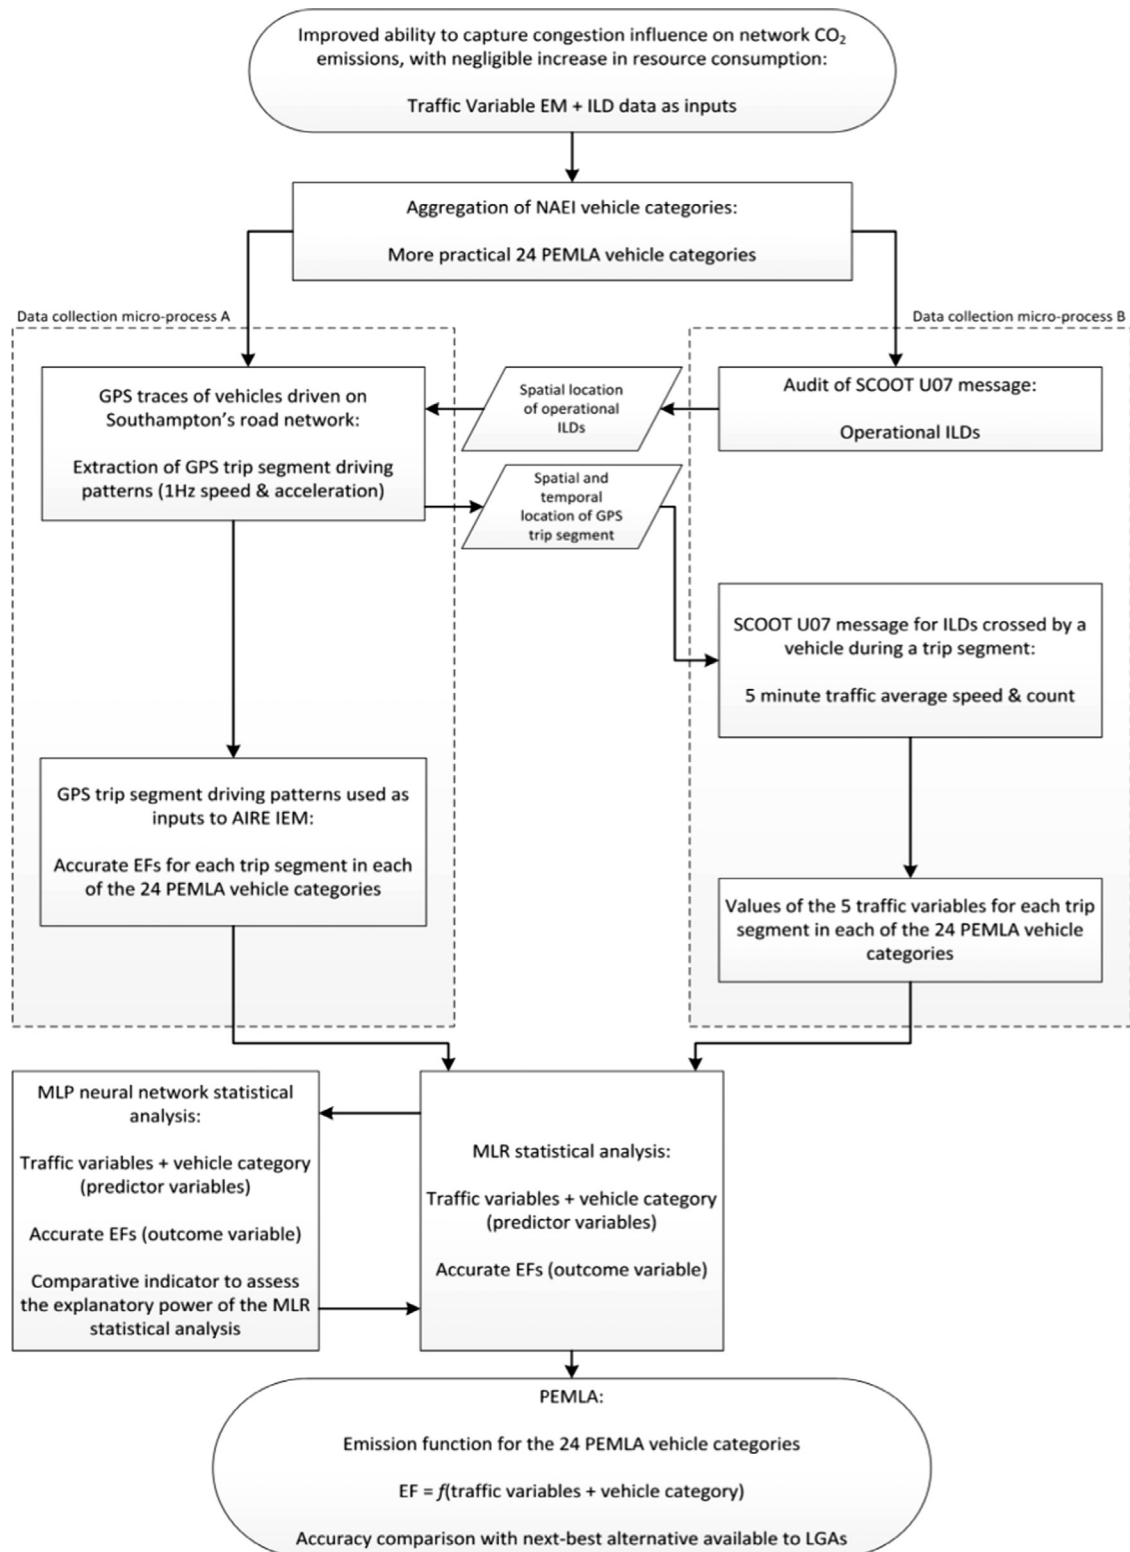 Improved ability to capture congestion influence on network CO₂
emissions, with negligible increase in resource consumption:
Traffic Variable EM + ILD data as inputs
Aggregation of NAEI vehicle categories:
More practical 24 PEMLA vehicle categories
Data collection micro-process A
Data collection micro-process B
GPS traces of vehicles driven on
Southampton's road network:
Extraction of GPS trip segment driving
patterns (1Hz speed & acceleration)
Spatial location
of operational
ILDs
Audit of SCOOT U07 message:
Operational ILDs
Spatial and
temporal
location of GPS
trip segment
SCOOT U07 message for ILDs crossed by a
vehicle during a trip segment:
5 minute traffic average speed & count
GPS trip segment driving patterns used as
inputs to AIRE IEM:
Accurate EFs for each trip segment in each
of the 24 PEMLA vehicle categories
Values of the 5 traffic variables for each trip
segment in each of the 24 PEMLA vehicle
categories
MLP neural network statistical
analysis:
Traffic variables + vehicle category
(predictor variables)
Accurate EFs (outcome variable)
Comparative indicator to assess
the explanatory power of the MLR
statistical analysis
MLR statistical analysis:
Traffic variables + vehicle category
(predictor variables)
Accurate EFs (outcome variable)
PEMLA:
Emission function for the 24 PEMLA vehicle categories
EF = f(traffic variables + vehicle category)
Accuracy comparison with next-best alternative available to LGAs